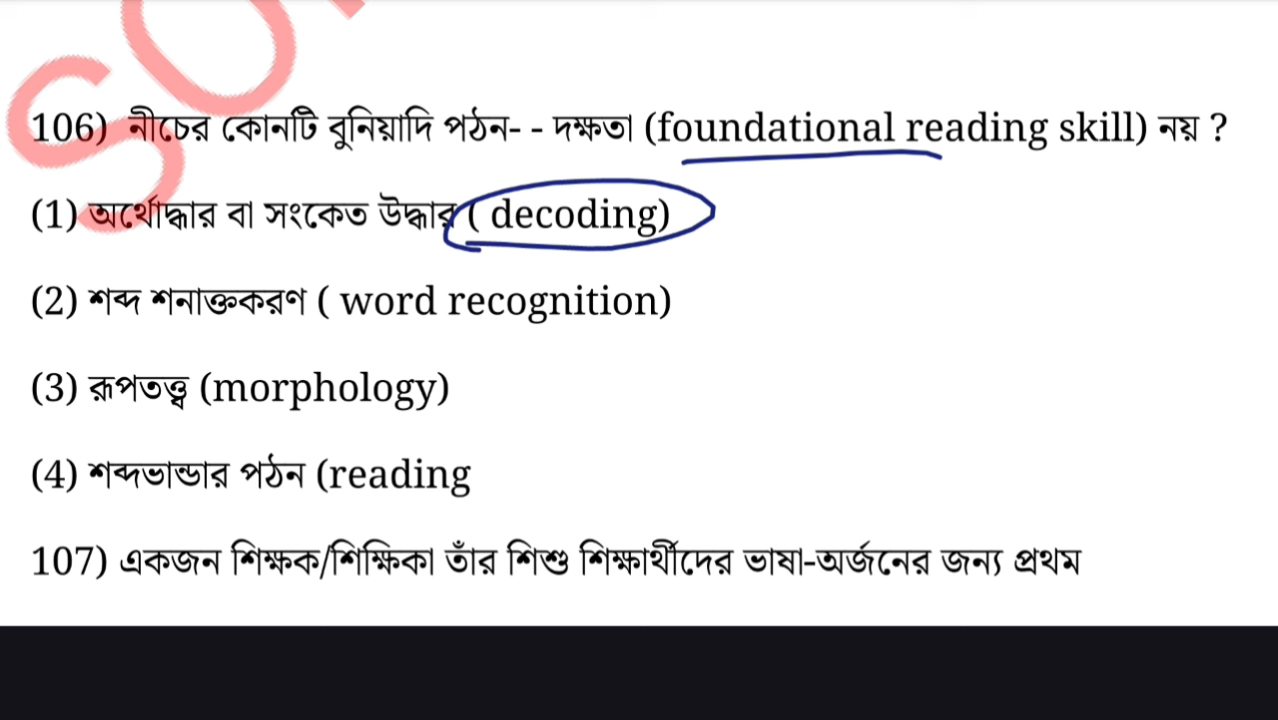 SO
106) নীচের কোনটি বুনিয়াদি পঠন- - দক্ষতা (foundational reading skill) নয় ?
(1) অর্থোদ্ধার বা সংকেত উদ্ধার ( decoding)
(2) শব্দ শনাক্তকরণ ( word recognition)
(3) রূপতত্ত্ব (morphology)
(4) শব্দভান্ডার পঠন (reading
107) একজন শিক্ষক/শিক্ষিকা তাঁর শিশু শিক্ষার্থীদের ভাষা-অর্জনের জন্য প্রথম